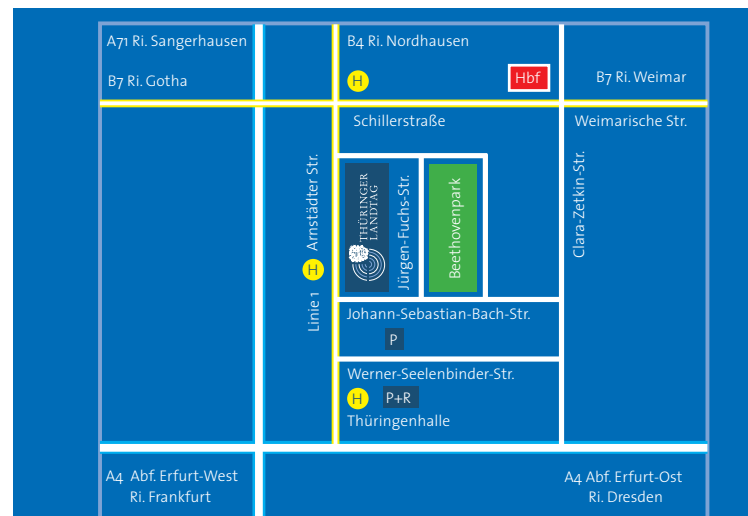 A71 Ri. Sangerhausen
B7 Ri. Gotha
B4 Ri. Nordhausen
H
Hbf
B7 Ri. Weimar
Schillerstraße
Weimarische Str.
Linie 1 H Arnstädter Str.
THÜRINGER
LANDTAG
Jürgen-Fuchs-Str.
Beethovenpark
Clara-Zetkin-Str.
Johann-Sebastian-Bach-Str.
P
Werner-Seelenbinder-Str.
H P+R
Thüringenhalle
A4 Abf. Erfurt-West
Ri. Frankfurt
A4 Abf. Erfurt-Ost
Ri. Dresden